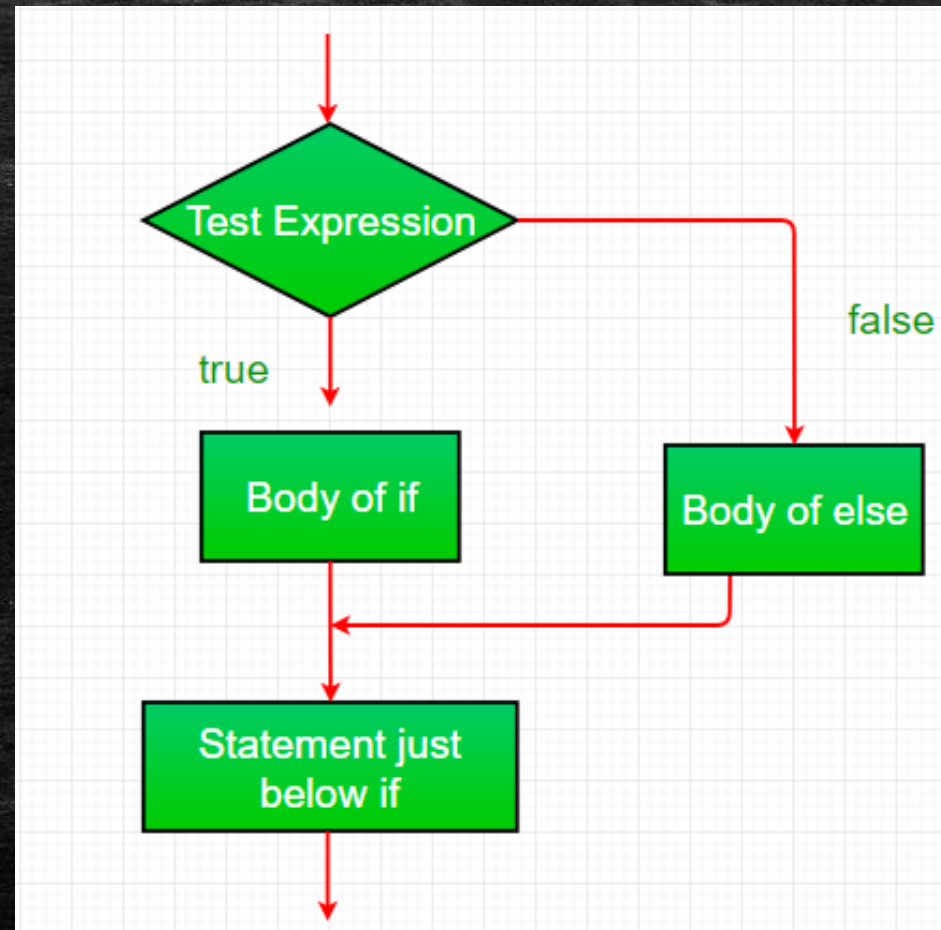 Test Expression
false
true
Body of if
Body of else
Statement just
below if